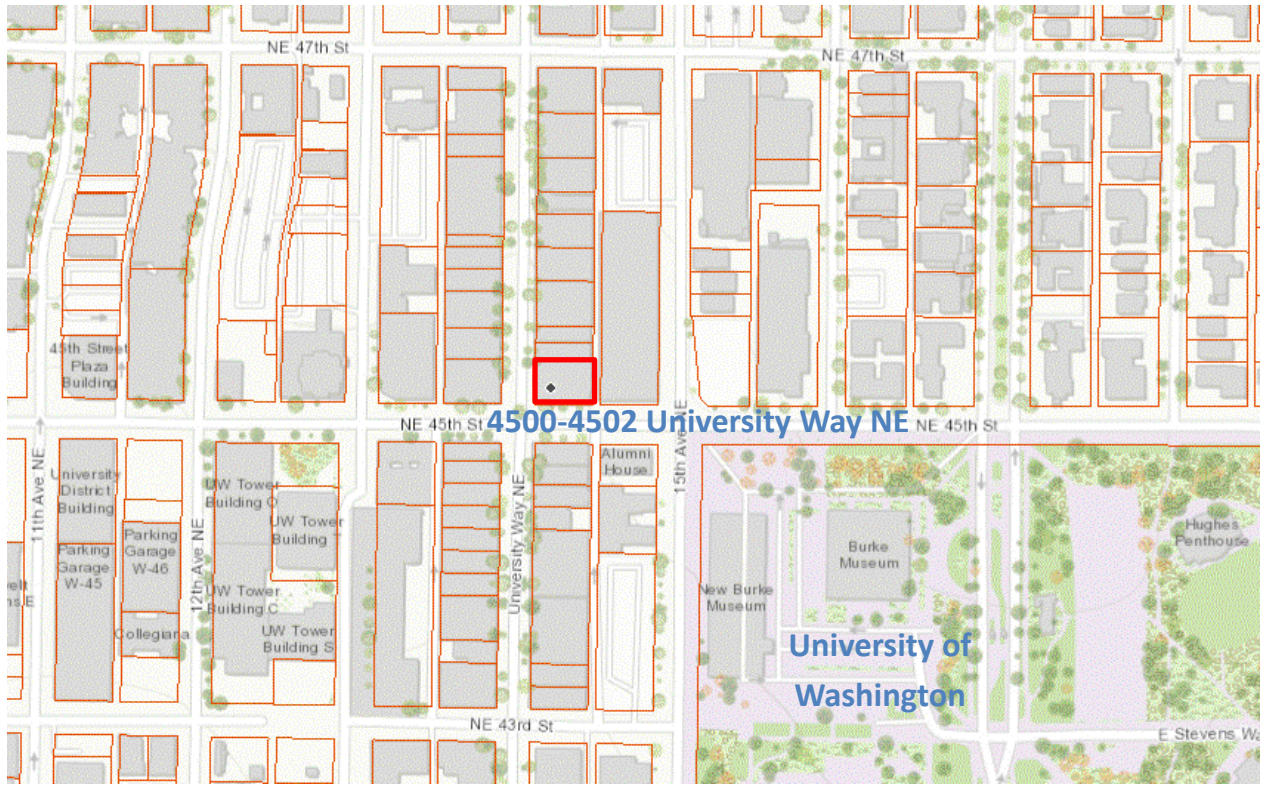 NE 47th St
NE 47th St
45th Street
Plaza
Building
NE 45th St
4500-4502 University Way NE
NE 45th St
11th Ave NE
University
District
Building
Parking
Garage
W-45
Parking
Garage
W-46
Collegiana
12th Ave NE
UW Tower
Building O
UW Tower
Building
UW Tower
Building C
UW Tower
Building S
University Way NE
Alumni
House
15th Ave NE
New Burke
Museum
Burke
Museum
Hughes
Penthouse
University of
Washington
NE 43rd St
E Stevens Wa